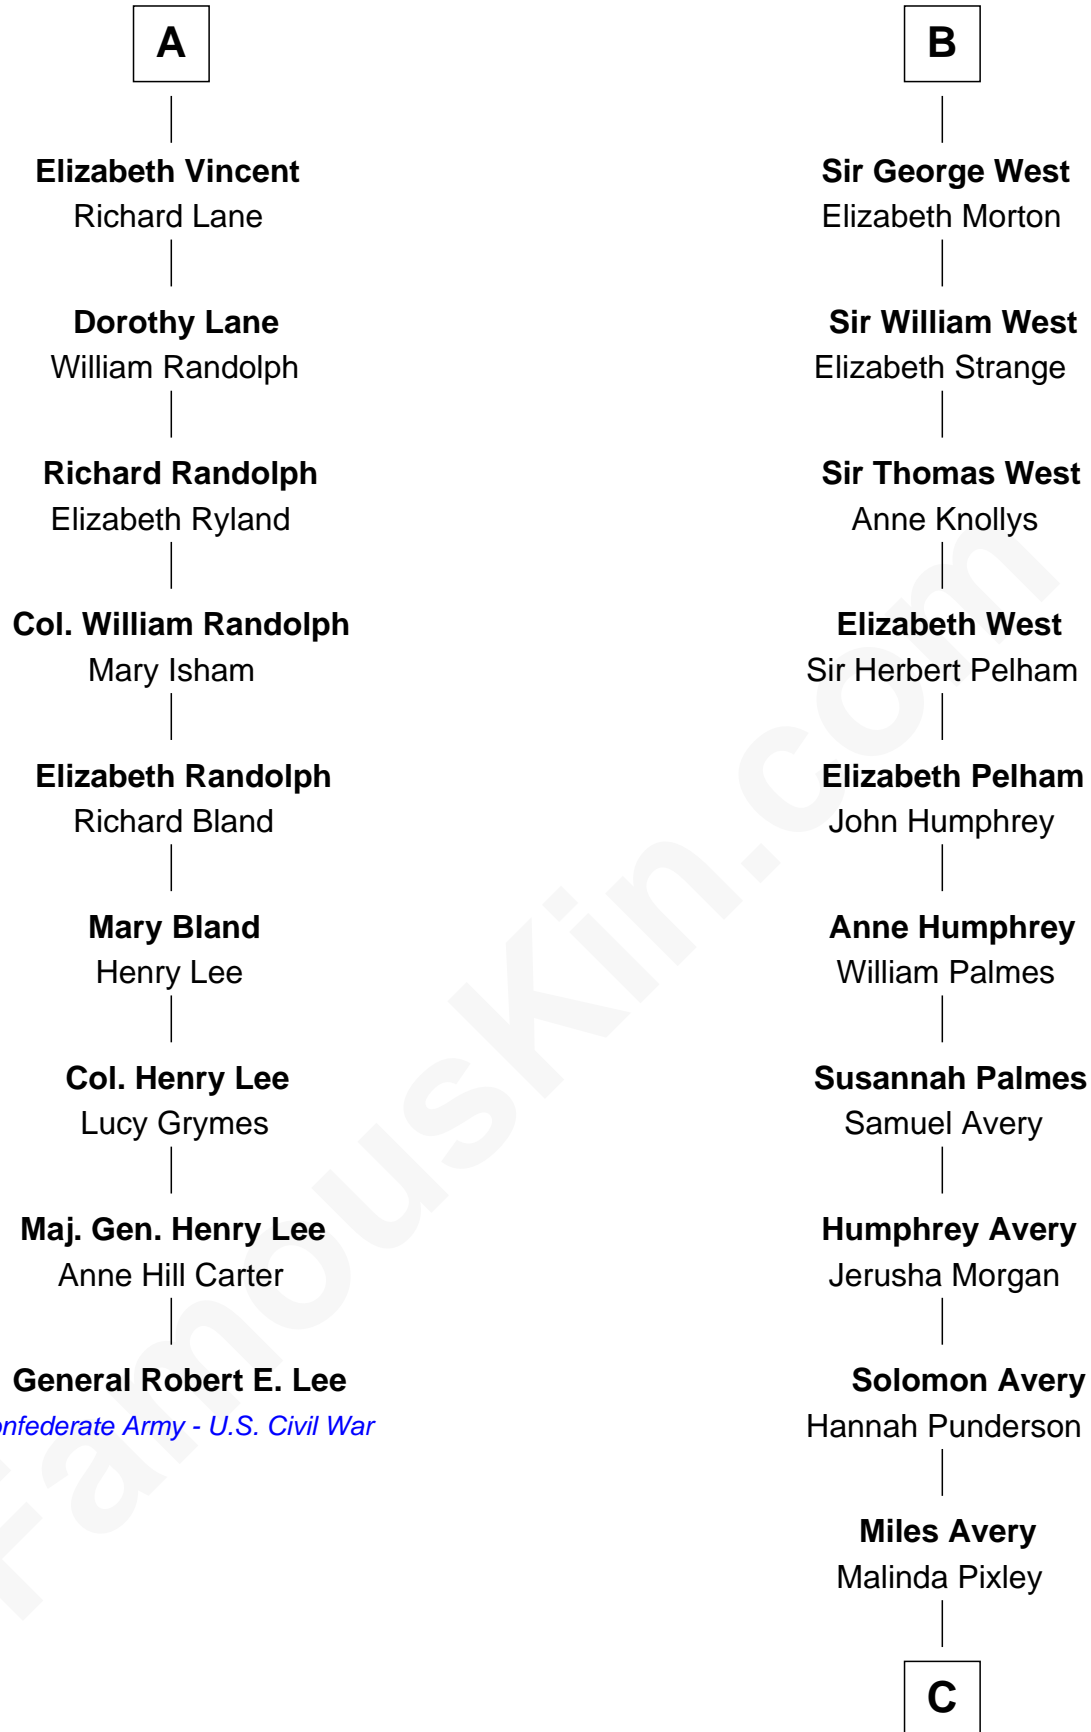 A
Elizabeth Vincent
Richard Lane
Dorothy Lane
William Randolph
Richard Randolph
Elizabeth Ryland
Col. William Randolph
Mary Isham
Elizabeth Randolph
Richard Bland
Mary Bland
Henry Lee
Col. Henry Lee
Lucy Grymes
Maj. Gen. Henry Lee
Anne Hill Carter
General Robert E. Lee
onfederate Army - U.S. Civil War
B
Sir George West
Elizabeth Morton
Sir William West
Elizabeth Strange
Sir Thomas West
Anne Knollys
Elizabeth West
Sir Herbert Pelham
Elizabeth Pelham
John Humphrey
Anne Humphrey
William Palmes
Susannah Palmes
Samuel Avery
Humphrey Avery
Jerusha Morgan
Solomon Avery
Hannah Punderson
Miles Avery
Malinda Pixley
C
FamousKin.com